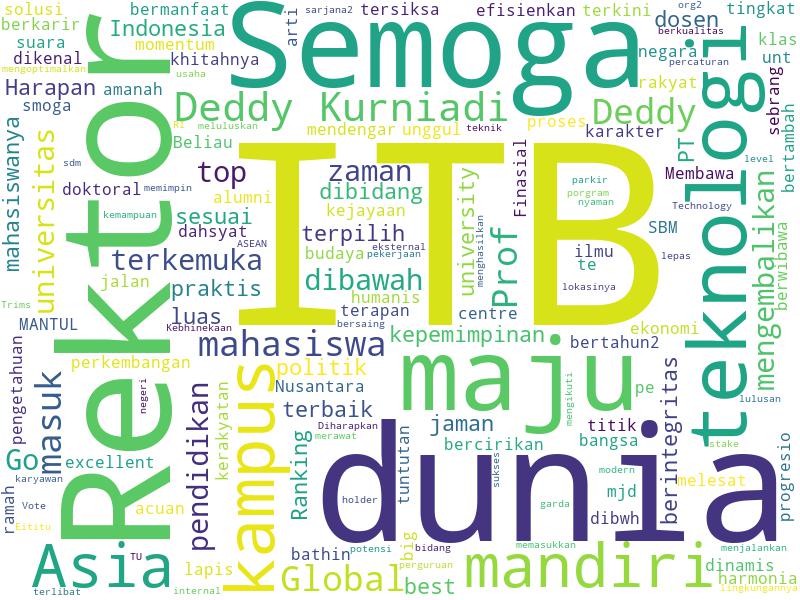 solusi
bermanfaat
tersiksa
efisienkan
terkini
org2
tingkat
berkarir
Indonesia
arti
sarjana2
dosen
berkualitas
suara
momentum
Semoga
negara
klas
dikenal
khitahnya
percaturan
unt
mengoptimalkan
usaha
rakyat
Harapan
amanah
Deddy Kurniadi
Deddy
sebrang
smoga
RI
meluluskan
mendengar
unggul
teknik
proses
karakter
Rektor
Beliau
ITB
PT
teknologi
bertambah
mahasiswanya
universitas
sdm
top
zaman
Finasial
parkir
Membawa
level
doktoral
memimpin
alumni
dibidang
university
porgram
nyaman
mengembalikan
kemampuan
sesuai
kejayaan
menghasilkan
Technology
berwibawa
dahsyat
terpilih
Prof
SBM
ASEAN
budaya
eksternal
pekerjaan
ilmu
lepas
terkemuka
te
jalan
dibawah
lokasinya
praktis
humanis
Trims
luas
terapan
centre
MANTUL
Kebhinekaan
bersaing
ekonomi
mahasiswa
kepemimpinan
bertahun2
pengetahuan
perkembangan
politik
maju
masuk
negeri
kampus
Nusantara
mengikuti
pe
berintegritas
lulusan
pendidikan
kerakyatan
terbaik
jaman
titik
Diharapkan
merawat
bercirikan
bangsa
stake
Go
excellent
Ranking
tuntutan
dunia
sukses
modern
melesat
progresio
karyawan
ramah
Vote
acuan
holder
mjd
garda
dibwh
Eititu
TU
bathin
potensi
big
bidang
memasukkan
menjalankan
Asia
lapis
Global
perguruan
mandiri
dinamis
harmonia
terlibat
internal
best
lingkungannya